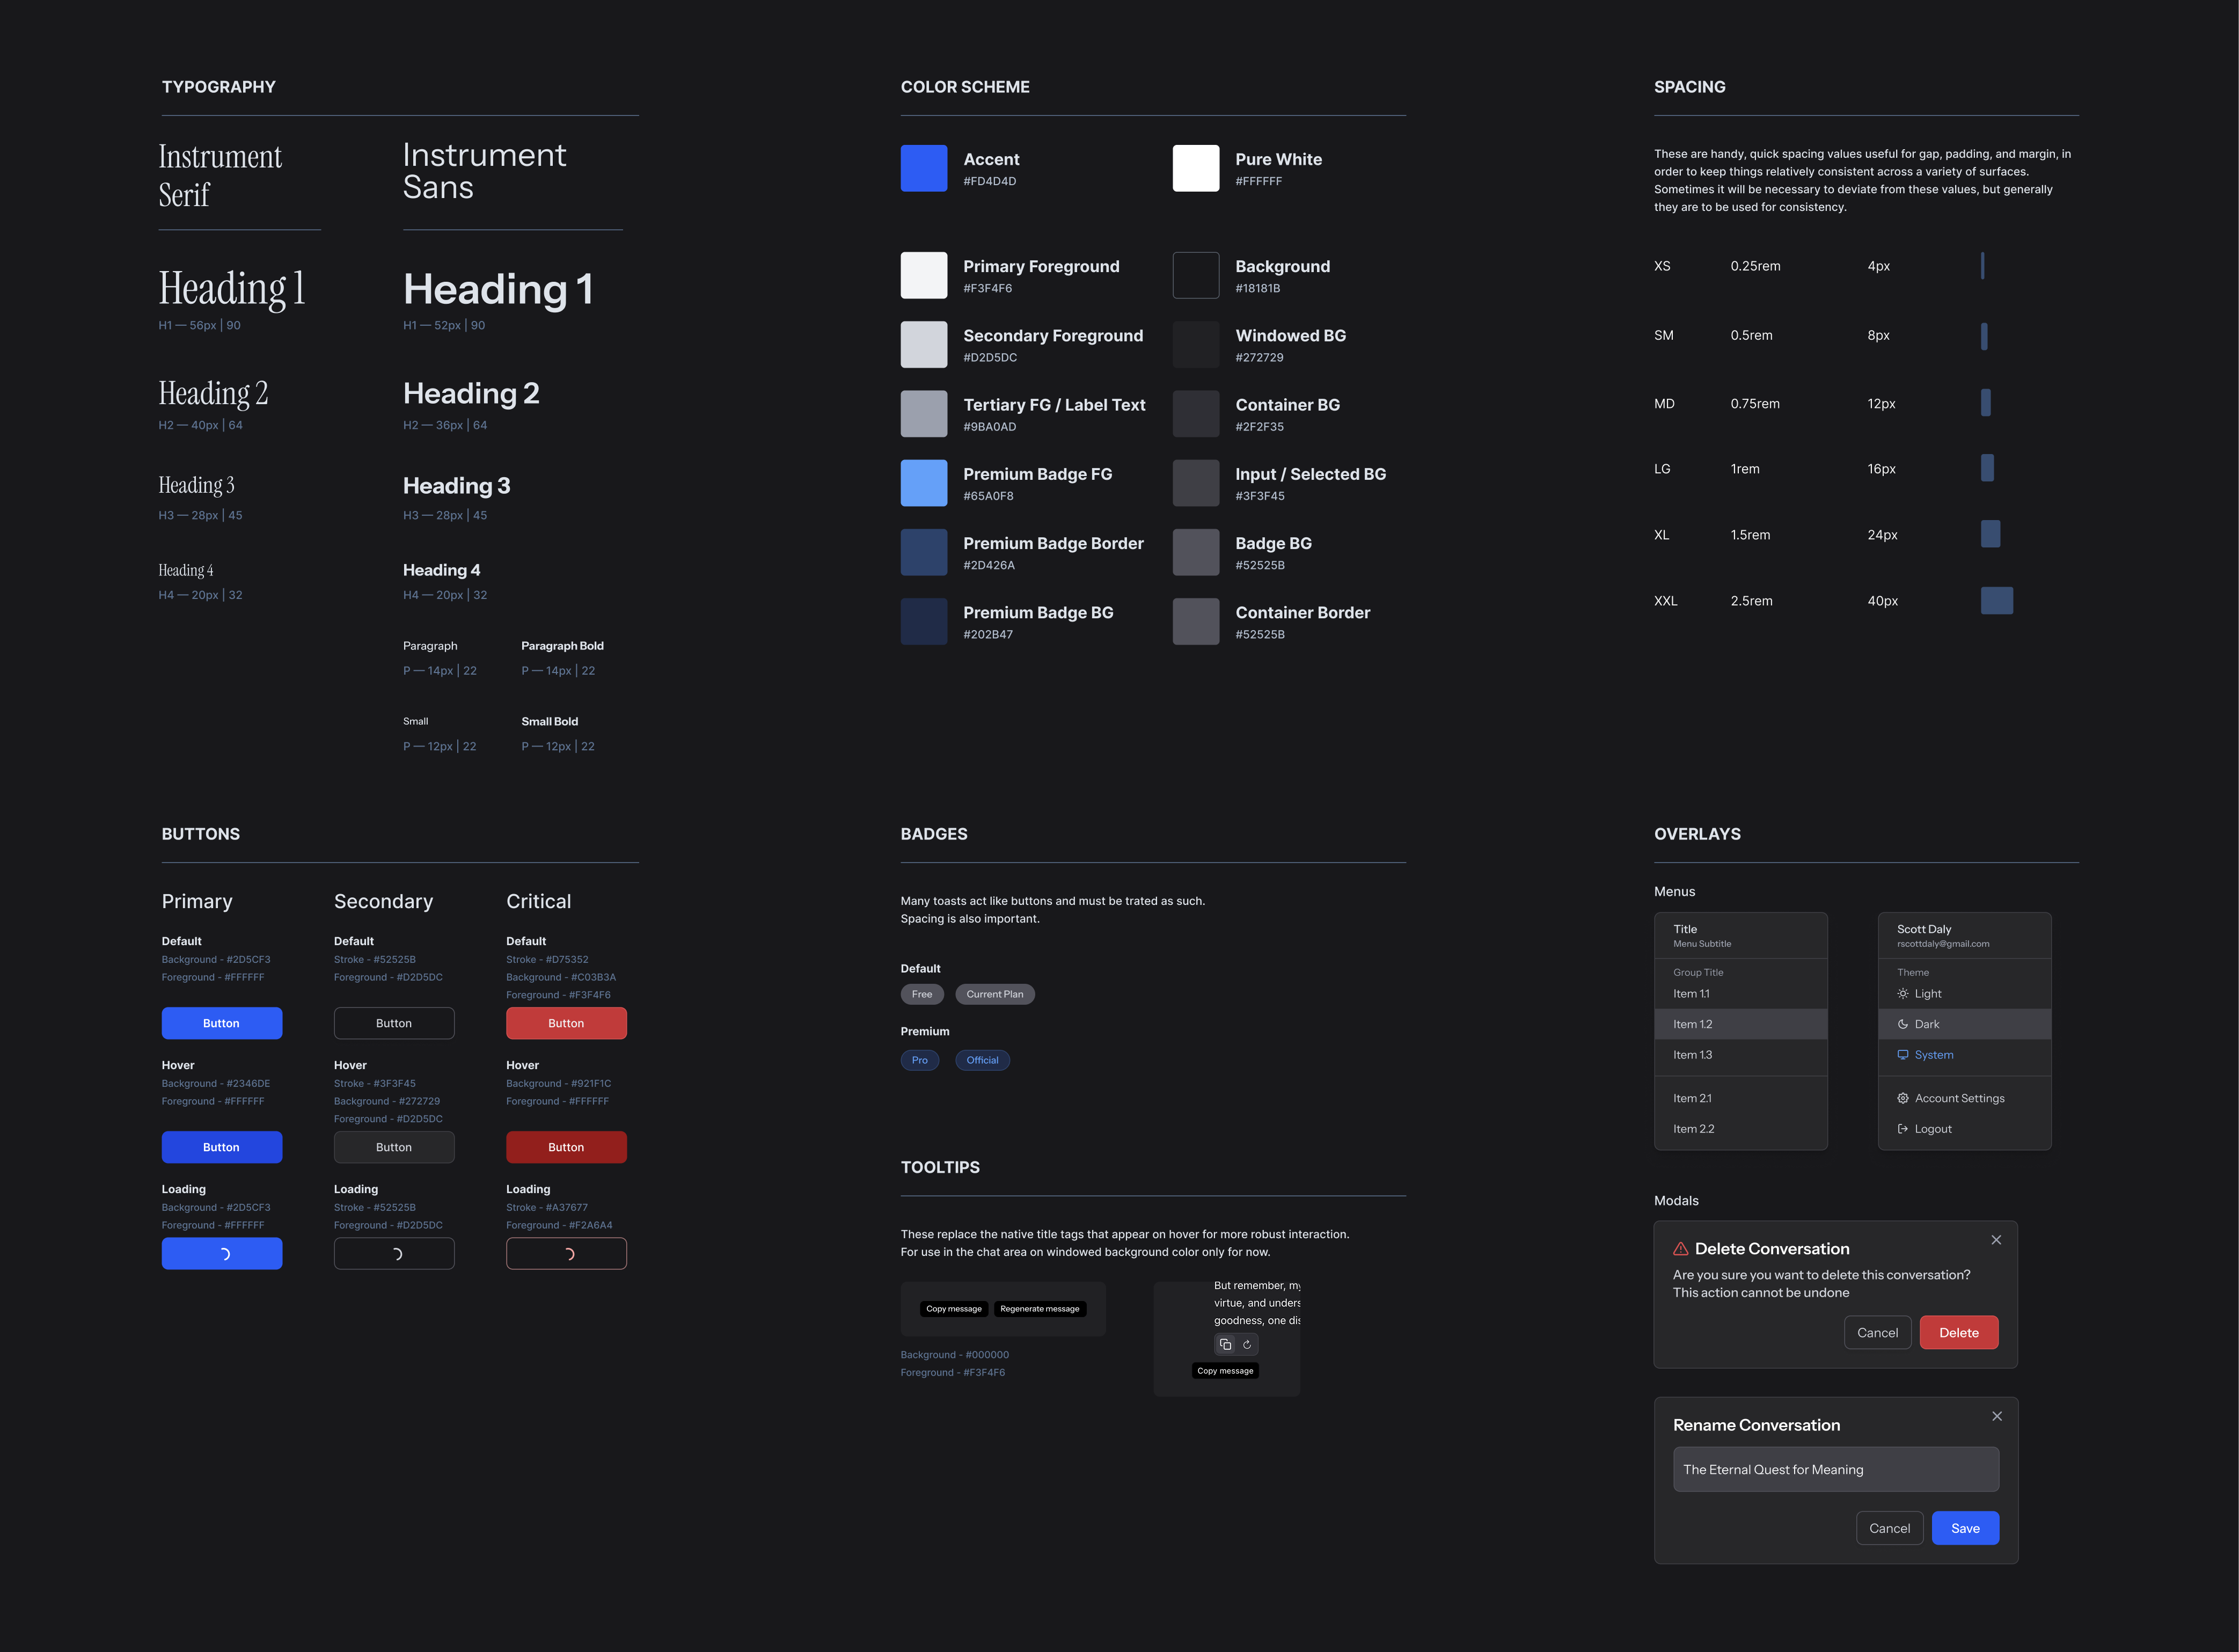 TYPOGRAPHY
Instrument
Serif
Instrument
Sans
Heading 1
H1 — 56px | 90
Heading 1
H1 — 52px | 90
Heading 2
H2 — 40px | 64
Heading 2
H2 — 36px | 64
Heading 3
H3 — 28px | 45
Heading 3
H3 — 28px | 45
Heading 4
H4 — 20px | 32
Heading 4
H4 — 20px | 32
Paragraph
P — 14px | 22
Paragraph Bold
P — 14px | 22
Small
P — 12px | 22
Small Bold
P — 12px | 22
COLOR SCHEME
Accent
#FD4D4D
Pure White
#FFFFFF
Primary Foreground
#F3F4F6
Background
#18181B
Secondary Foreground
#D2D5DC
Windowed BG
#272729
Tertiary FG / Label Text
#9BA0AD
Container BG
#2F2F35
Premium Badge FG
#65A0F8
Input / Selected BG
#3F3F45
Premium Badge Border
#2D426A
Badge BG
#52525B
Premium Badge BG
#202B47
Container Border
#52525B
SPACING
These are handy, quick spacing values useful for gap, padding, and margin, in
order to keep things relatively consistent across a variety of surfaces.
Sometimes it will be necessary to deviate from these values, but generally
they are to be used for consistency.
XS 0.25rem 4px
SM 0.5rem 8px
MD 0.75rem 12px
LG 1rem 16px
XL 1.5rem 24px
XXL 2.5rem 40px
BUTTONS
Primary
Default
Background - #2D5CF3
Foreground - #FFFFFF
Button
Hover
Background - #2346DE
Foreground - #FFFFFF
Button
Loading
Background - #2D5CF3
Foreground - #FFFFFF
Secondary
Default
Stroke - #52525B
Foreground - #D2D5DC
Button
Hover
Stroke - #3F3F45
Background - #272729
Foreground - #D2D5DC
Button
Loading
Stroke - #52525B
Foreground - #D2D5DC
Critical
Default
Stroke - #D75352
Background - #C03B3A
Foreground - #F3F4F6
Button
Hover
Background - #921F1C
Foreground - #FFFFFF
Button
Loading
Stroke - #A37677
Foreground - #F2A6A4
BADGES
Many toasts act like buttons and must be trated as such.
Spacing is also important.
Default
Free
Current Plan
Premium
Pro
Official
TOOLTIPS
These replace the native title tags that appear on hover for more robust interaction.
For use in the chat area on windowed background color only for now.
Copy message
Regenerate message
Background - #000000
Foreground - #F3F4F6
But remember, my
virtue, and unders
goodness, one dis
Copy message
OVERLAYS
Menus
Title
Menu Subtitle
Group Title
Item 1.1
Item 1.2
Item 1.3
Item 2.1
Item 2.2
Scott Daly
rscottdaly@gmail.com
Theme
Light
Dark
System
Account Settings
Logout
Modals
Delete Conversation
Are you sure you want to delete this conversation?
This action cannot be undone
Cancel
Delete
Rename Conversation
The Eternal Quest for Meaning
Cancel
Save